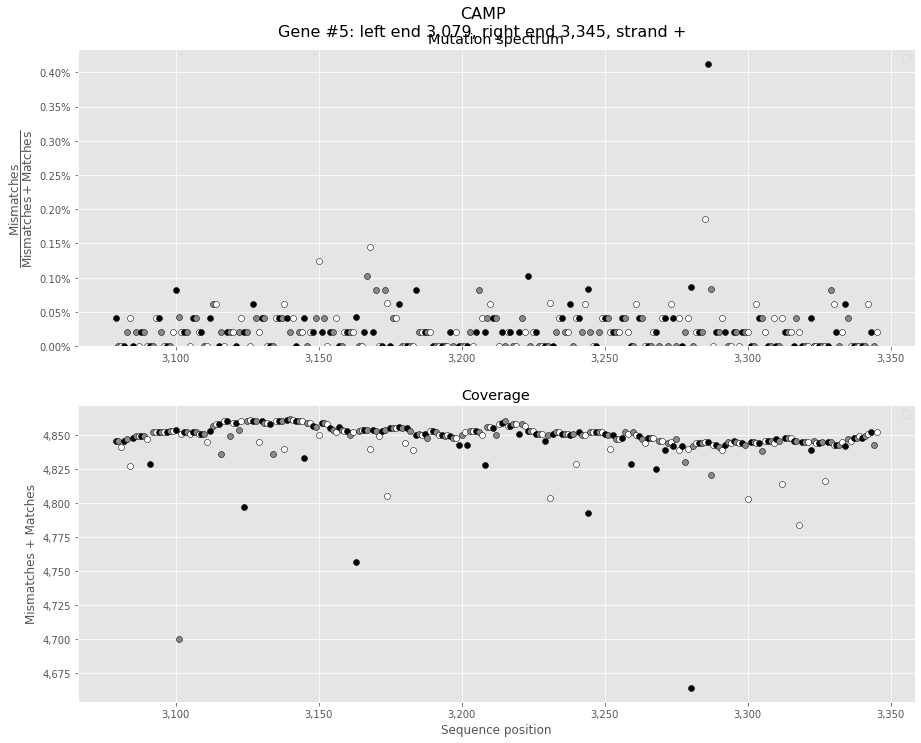 CAMP
Gene #5: left end 3,079, right end 3,345, strand +
Mutation spectrum
0.40%
0.35%
0.30%
0.25%
0.20%
0.15%
0.10%
0.05%
0.00%
Mismatches
Mismatches + Matches
3,100 3,150 3,200 3,250 3,300 3,350
Coverage
4,850
4,825
4,800
4,775
4,750
4,725
4,700
4,675
Mismatches + Matches
3,100 3,150 3,200 3,250 3,300 3,350
Sequence position